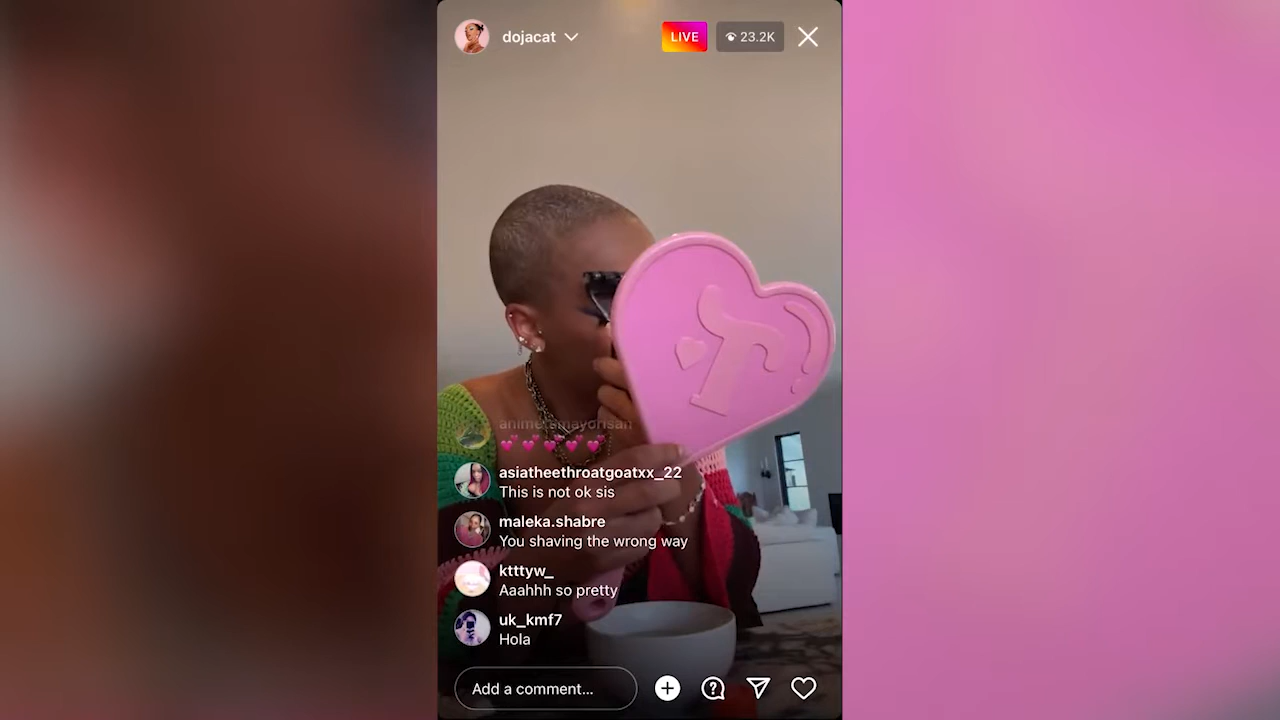 dojacat
LIVE
23.2K
T
animetamayorisan
asiatheethroatgoatxx_22
This is not ok sis
maleka.shabre
You shaving the wrong way
ktttyw_
Aaahhh so pretty
uk_kmf7
Hola
Add a comment...
?